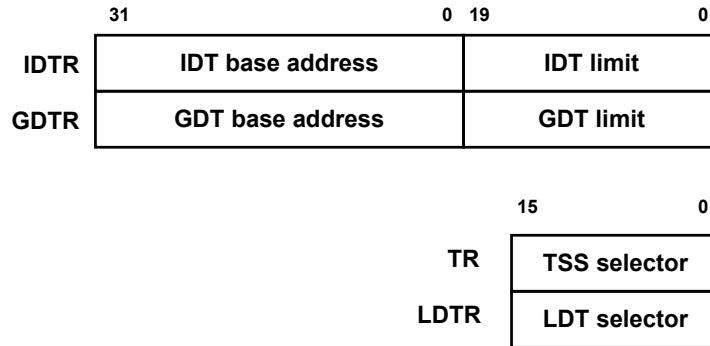 31 0 19 0
IDTR IDT base address IDT limit
GDTR GDT base address GDT limit
15 0
TR TSS selector
LDTR LDT selector